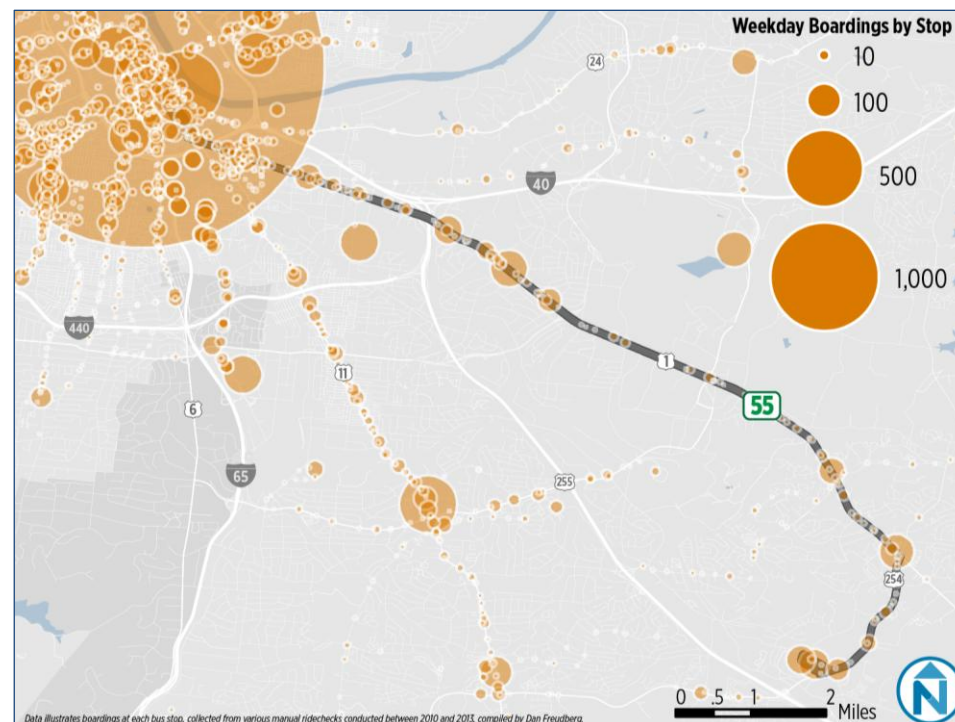 Weekday Boardings by Stop
10
100
500
1,000
24
40
440
11
1
6
55
65
255
254
0 .5 1 2
Miles
N
Data illustrates boardings at each bus stop, collected from various manual ridechecks conducted between 2010 and 2013, compiled by Dan Freudberg.